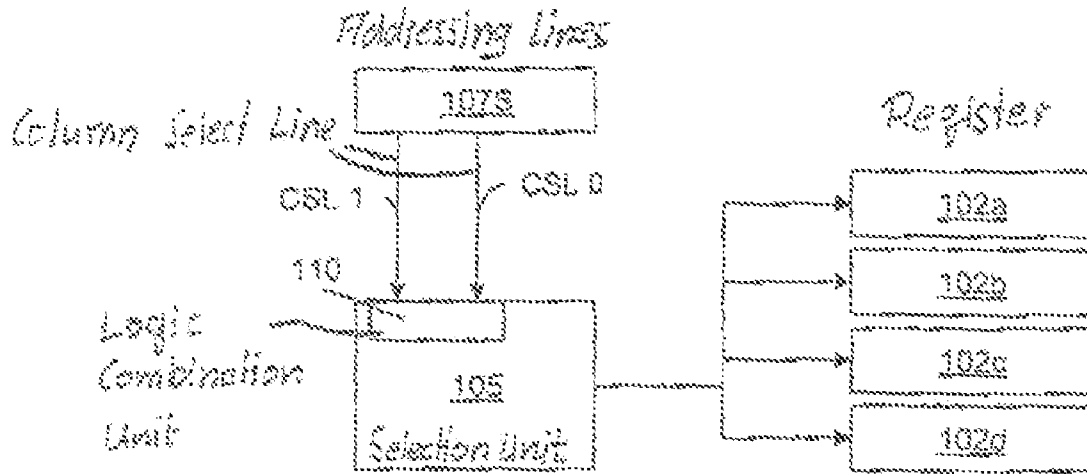 Addressing Lines
107S
Column Select Line
CSL 1
CSL 0
Register
102a
102b
102c
102d
110
Logic
Combination
Unit
105
Selection Unit